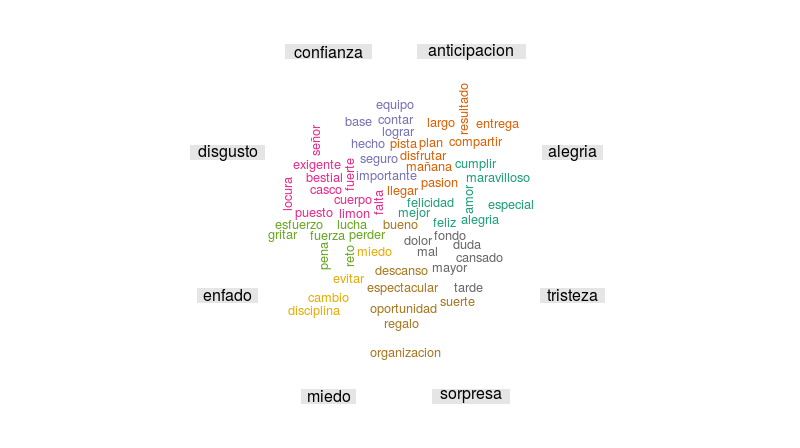 confianza
anticipacion
equipo
resultado
base
contar
largo
entrega
lograr
señor
hecho
pista
plan
compartir
disgusto
alegria
seguro
disfrutar
exigente
fuerte
mañana
cumplir
bestial
importante
maravilloso
casco
llegar
pasion
locura
cuerpo
falta
felicidad
amor
especial
puesto
limon
mejor
esfuerzo
lucha
bueno
feliz
alegria
gritar
fuerza
perder
dolor
fondo
pena
reto
miedo
mal
duda
cansado
evitar
descanso
mayor
enfado
cambio
espectacular
tarde
tristeza
disciplina
oportunidad
suerte
regalo
organizacion
miedo
sorpresa